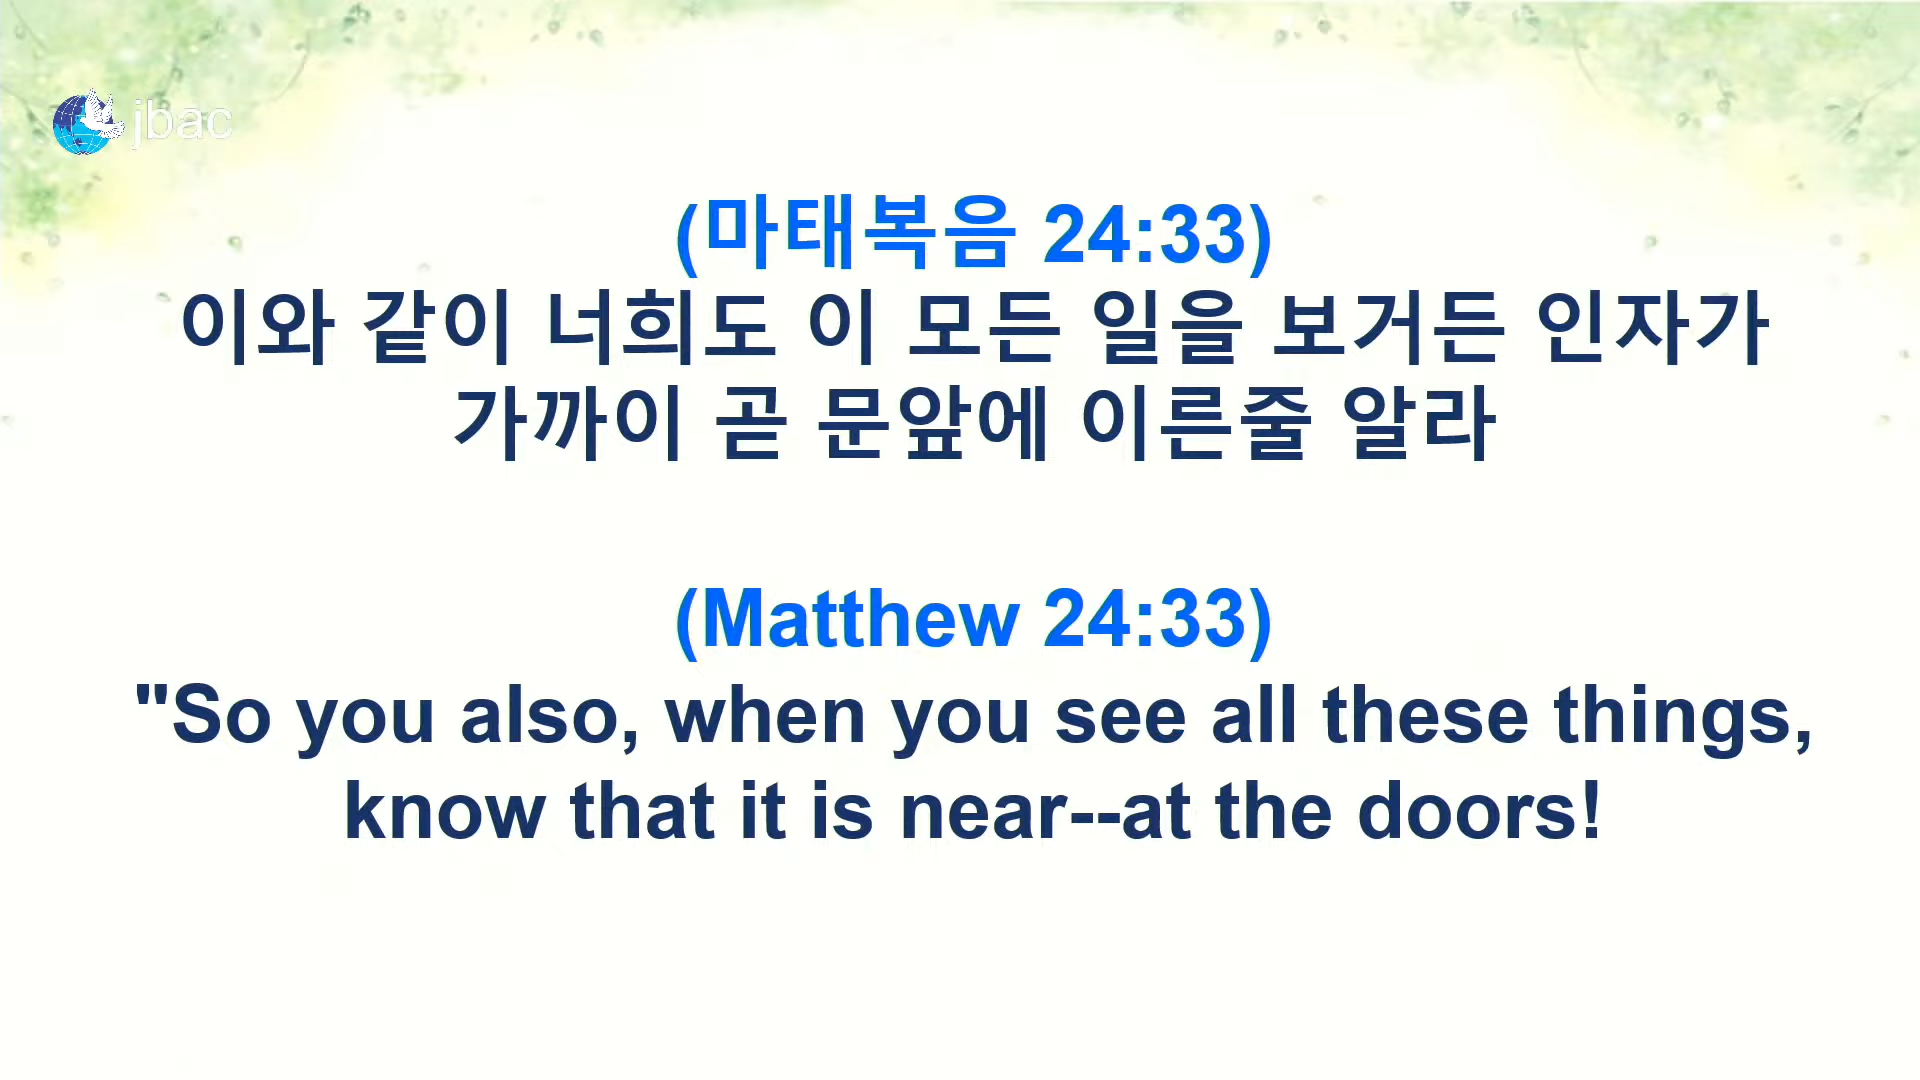 jbac
(마태복음 24:33)
이와 같이 너희도 이 모든 일을 보거든 인자가
가까이 곧 문앞에 이른줄 알라
(Matthew 24:33)
"So you also, when you see all these things,
know that it is near--at the doors!